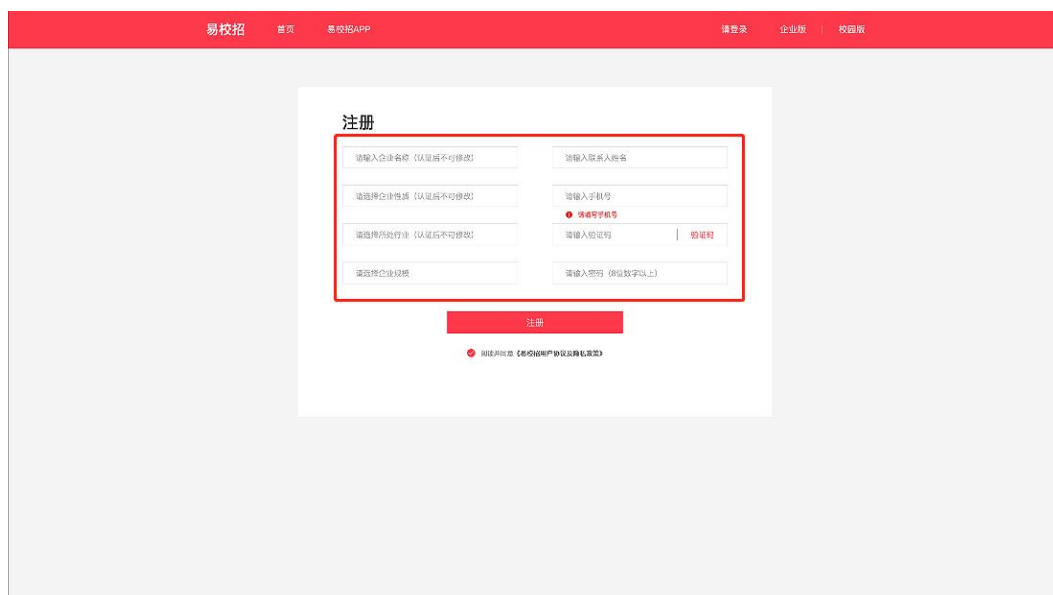 易校招 首页 易校招APP 请登录 企业版 | 校园版
注册
请输入企业名称（认证后不可修改） 请输入联系人姓名
请选择企业性质（认证后不可修改） 请输入手机号
请填写手机号
请选择所处行业（认证后不可修改） 请输入验证码 验证码
请选择企业规模 请输入密码（8位数字以上）
注册
阅读并同意《易校招用户协议及隐私政策》